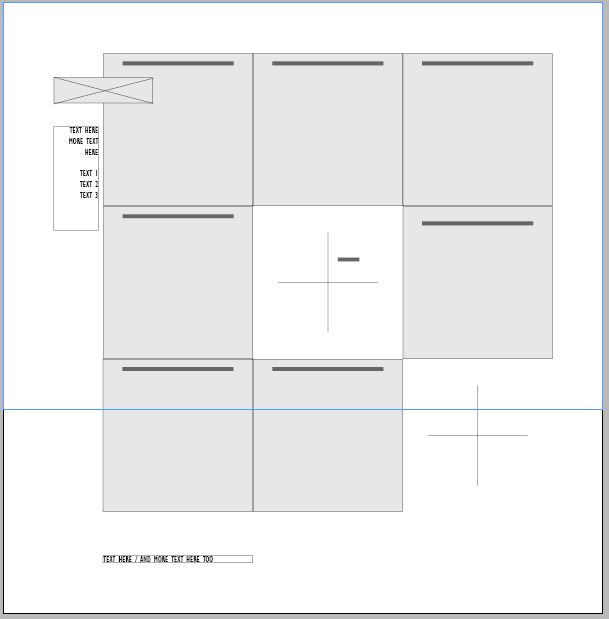 TEXT HERE
MORE TEXT
HERE
TEXT 1
TEXT 2
TEXT 3
TEXT HERE / AND MORE TEXT HERE TOO